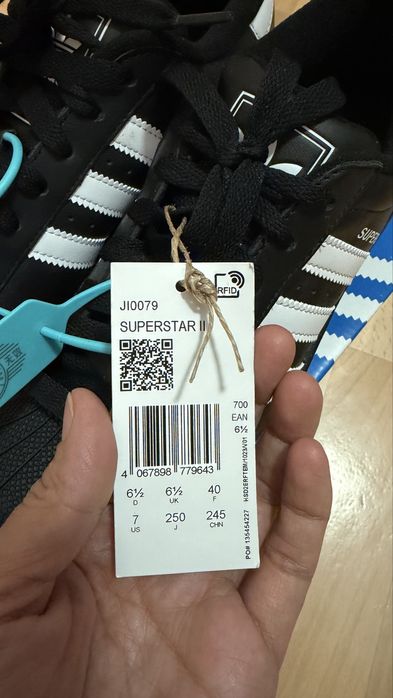 RFID
JI0079
SUPERSTAR II
700
EAN
6½
4 067898 779643
6½ 6½ 40
D UK F
7 250 245
US J CHN
PO# 135454227
SUPER